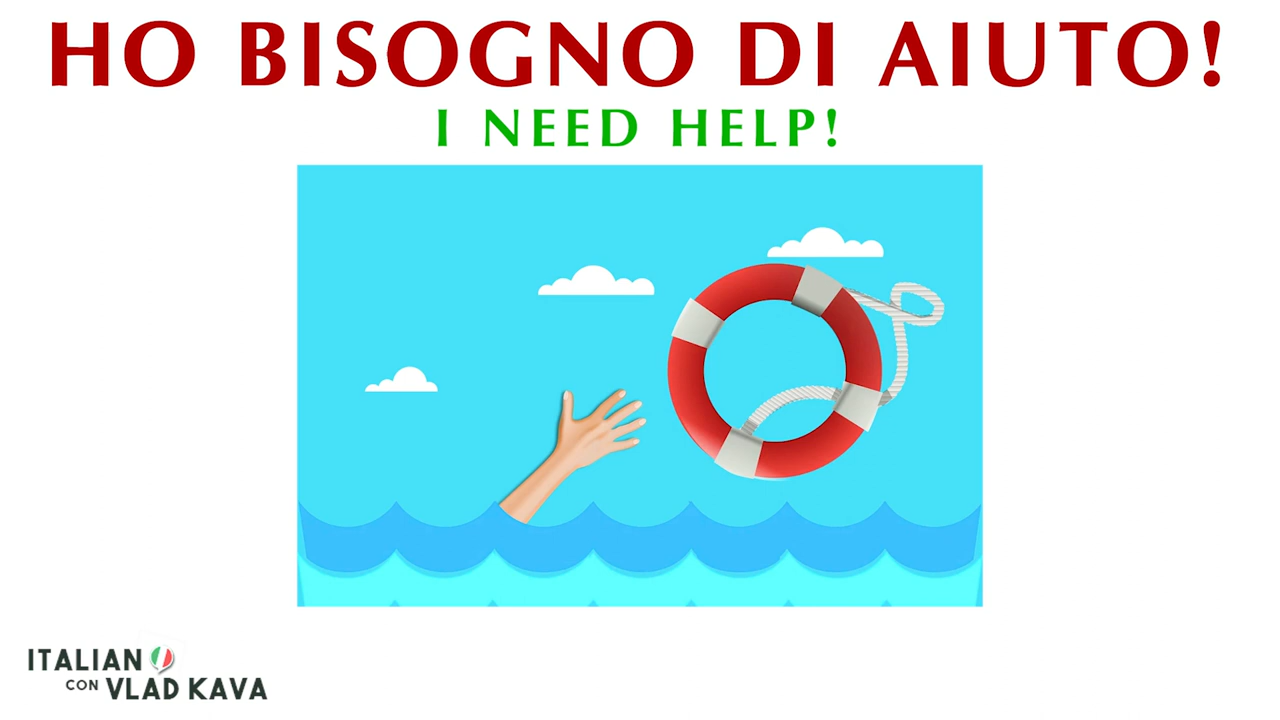 HO BISOGNO DI AIUTO!
I NEED HELP!
ITALIAN
CON VLAD KAVA